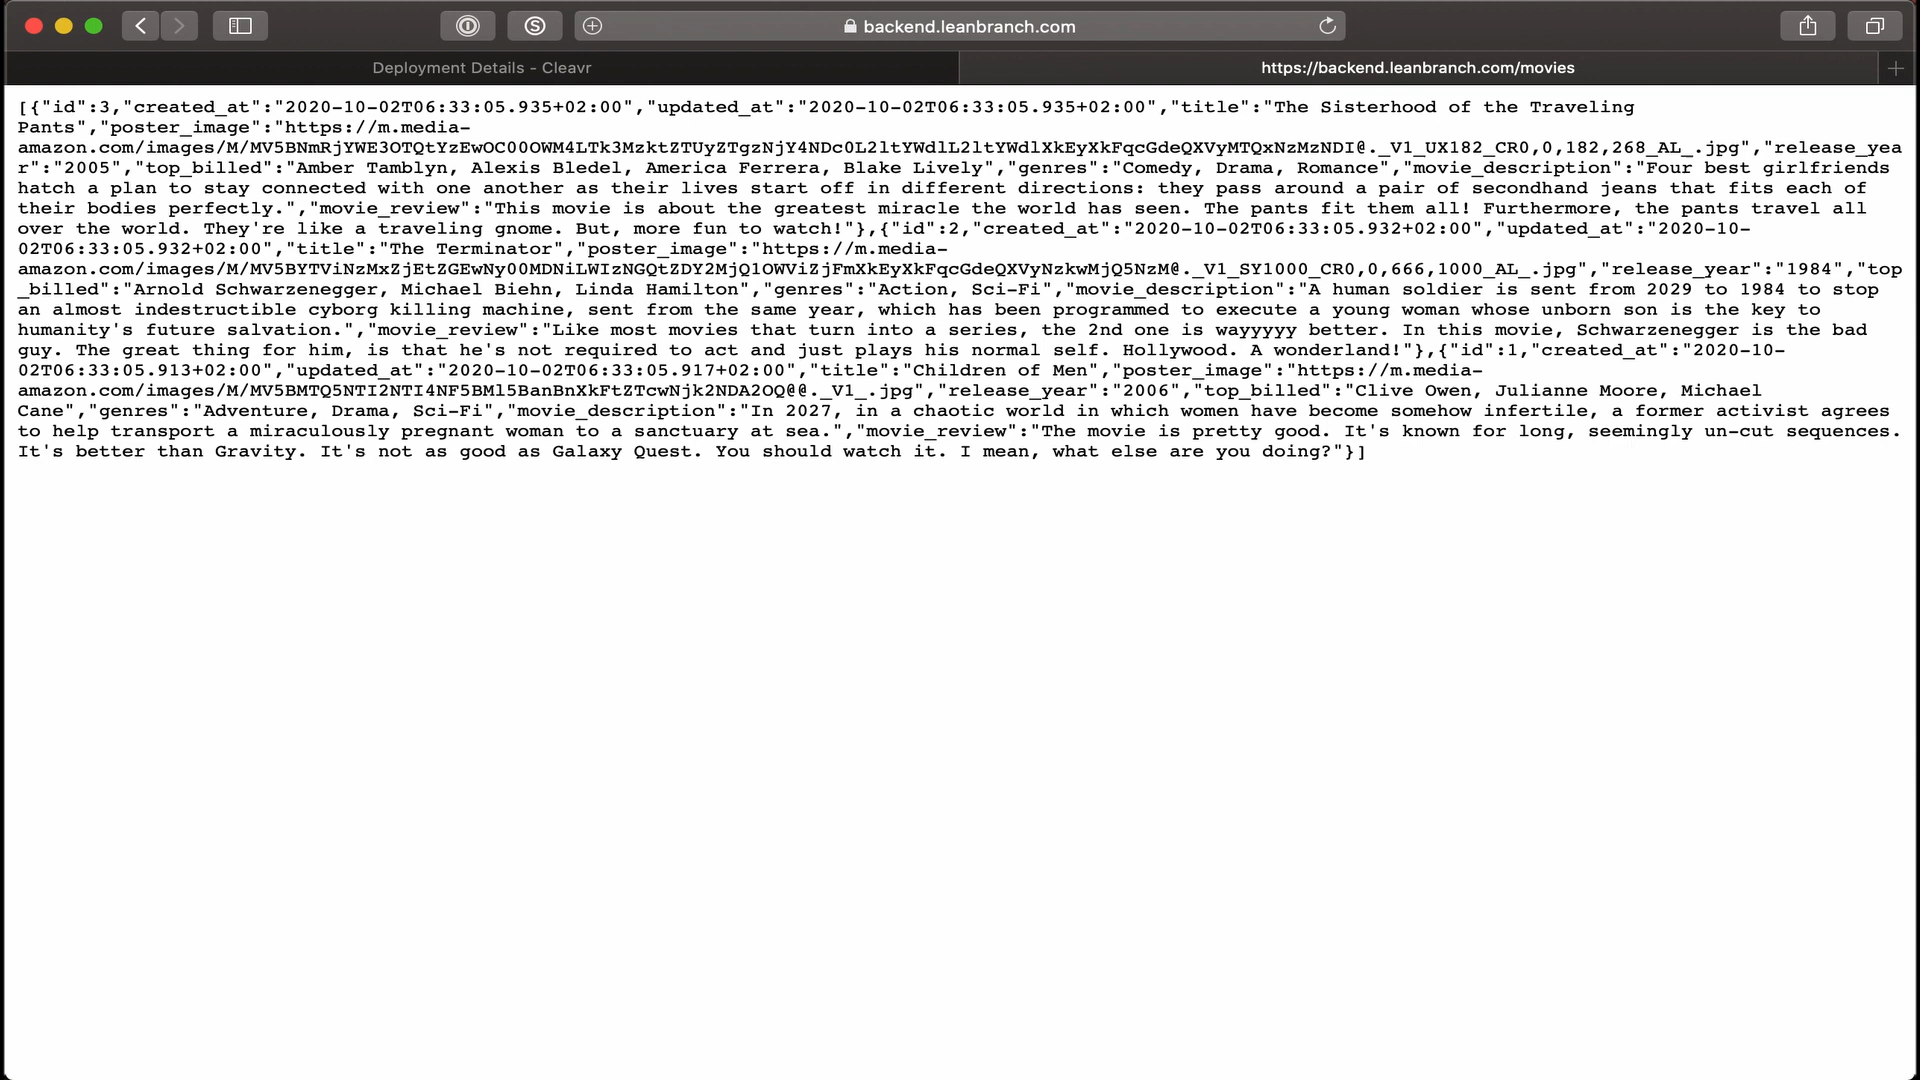 backend.leanbranch.com
Deployment Details - Cleavr
https://backend.leanbranch.com/movies
[{"id":3,"created_at":"2020-10-02T06:33:05.935+02:00","updated_at":"2020-10-02T06:33:05.935+02:00","title":"The Sisterhood of the Traveling
Pants","poster_image":"https://m.media-
amazon.com/images/M/MV5BNmRjYWE3OTQtYzEwOC00OWM4LTk3MzktZTUyZTgzNjY4NDc0L2ltYWdlL2ltYWdlXkEyXkFqcGdeQXVyMTQxNzMzNDI@._V1_UX182_CR0,0,182,268_AL_.jpg","release_yea
r":"2005","top_billed":"Amber Tamblyn, Alexis Bledel, America Ferrera, Blake Lively","genres":"Comedy, Drama, Romance","movie_description":"Four best girlfriends
hatch a plan to stay connected with one another as their lives start off in different directions: they pass around a pair of secondhand jeans that fits each of
their bodies perfectly.","movie_review":"This movie is about the greatest miracle the world has seen. The pants fit them all! Furthermore, the pants travel all
over the world. They're like a traveling gnome. But, more fun to watch!"},{"id":2,"created_at":"2020-10-02T06:33:05.932+02:00","updated_at":"2020-10-
02T06:33:05.932+02:00","title":"The Terminator","poster_image":"https://m.media-
amazon.com/images/M/MV5BYTViNzMxZjEtZGEwNy00MDNiLWIzNGQtZDY2MjQ1OWViZjFmXkEyXkFqcGdeQXVyNzkwMjQ5NzM@._V1_SY1000_CR0,0,666,1000_AL_.jpg","release_year":"1984","top
_billed":"Arnold Schwarzenegger, Michael Biehn, Linda Hamilton","genres":"Action, Sci-Fi","movie_description":"A human soldier is sent from 2029 to 1984 to stop
an almost indestructible cyborg killing machine, sent from the same year, which has been programmed to execute a young woman whose unborn son is the key to
humanity's future salvation.","movie_review":"Like most movies that turn into a series, the 2nd one is wayyyyy better. In this movie, Schwarzenegger is the bad
guy. The great thing for him, is that he's not required to act and just plays his normal self. Hollywood. A wonderland!"},{"id":1,"created_at":"2020-10-
02T06:33:05.913+02:00","updated_at":"2020-10-02T06:33:05.917+02:00","title":"Children of Men","poster_image":"https://m.media-
amazon.com/images/M/MV5BMTQ5NTI2NTI4NF5BMl5BanBnXkFtZTcwNjk2NDA2OQ@@._V1_.jpg","release_year":"2006","top_billed":"Clive Owen, Julianne Moore, Michael
Cane","genres":"Adventure, Drama, Sci-Fi","movie_description":"In 2027, in a chaotic world in which women have become somehow infertile, a former activist agrees
to help transport a miraculously pregnant woman to a sanctuary at sea.","movie_review":"The movie is pretty good. It's known for long, seemingly un-cut sequences.
It's better than Gravity. It's not as good as Galaxy Quest. You should watch it. I mean, what else are you doing?"}]